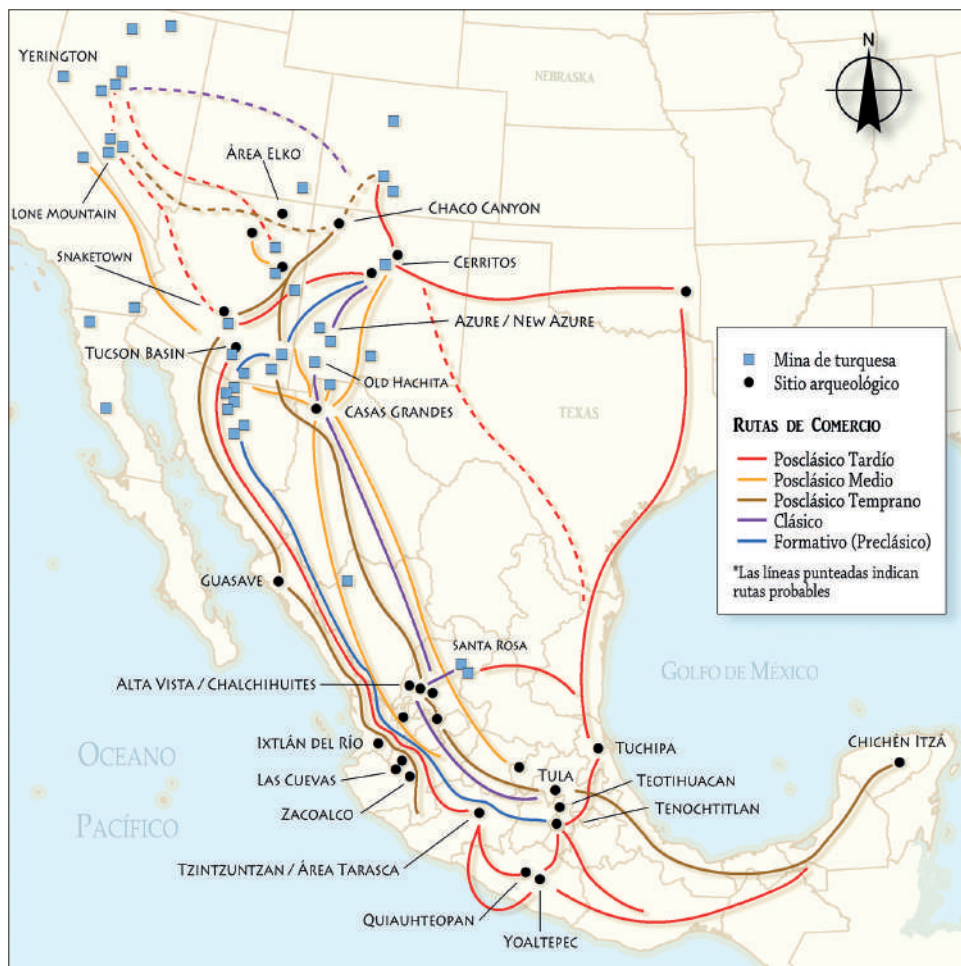 YERINGTON
NEBRASKA
N
ÁREA ELKO
LONE MOUNTAIN
CHACO CANYON
SNAKETOWN
CERRITOS
AZURE / NEW AZURE
TUCSON BASIN
OLD HACHITA
CASAS GRANDES
TEXAS
Mina de turquesa
Sitio arqueológico
RUTAS DE COMERCIO
Posclásico Tardío
Posclásico Medio
Posclásico Temprano
Clásico
Formativo (Preclásico)
*Las líneas punteadas indican
rutas probables
GUASAVE
SANTA ROSA
GOLFO DE MÉXICO
ALTA VISTA / CHALCHIHUITES
OCEANO
PACÍFICO
IXTLÁN DEL RÍO
LAS CUEVAS
ZACOALCO
TUCHIPA
CHICHÉN ITZÁ
TULA
TEOTIHUACAN
TENOCHTITLAN
TZINTZUNTZAN / ÁREA TARASCA
QUIAUHTEOPAN
YOALTEPEC